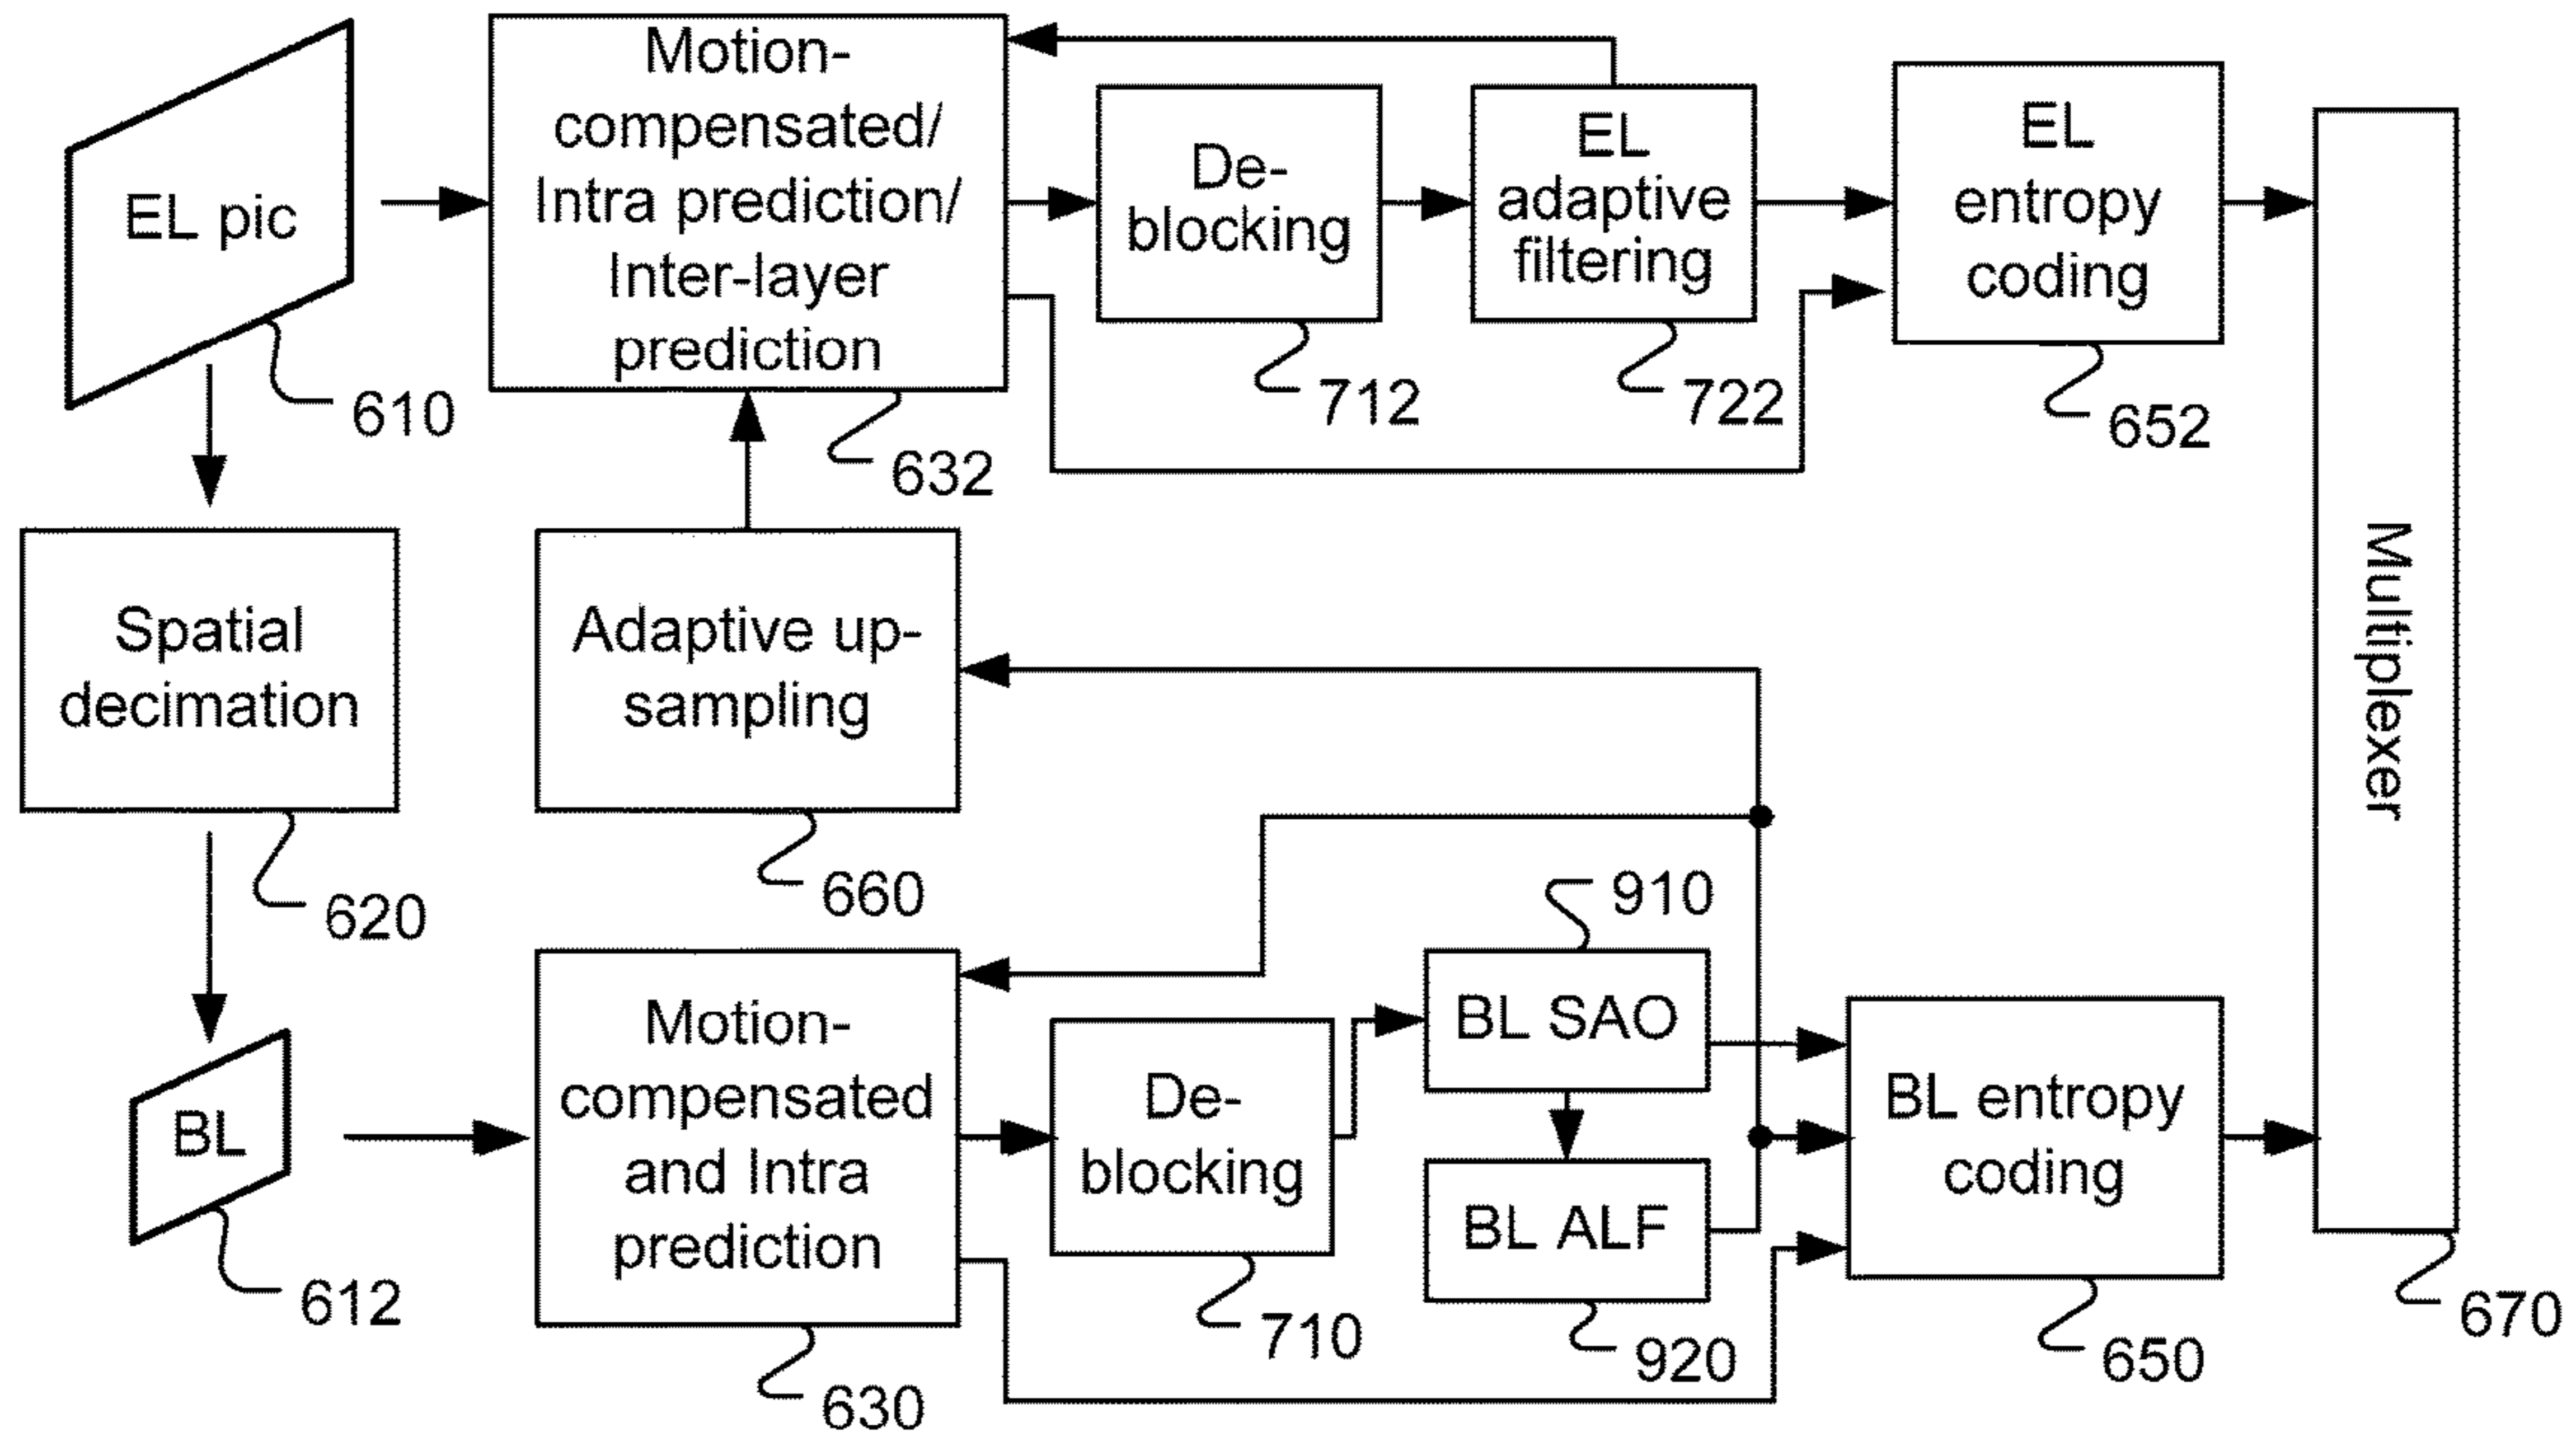 EL pic
610
Motion-
compensated/
Intra prediction/
Inter-layer
prediction
632
De-
blocking
712
EL
adaptive
filtering
722
EL
entropy
coding
652
Multiplexer
670
Spatial
decimation
620
Adaptive up-
sampling
660
BL
612
Motion-
compensated
and Intra
prediction
630
De-
blocking
710
910
BL SAO
BL ALF
920
BL entropy
coding
650